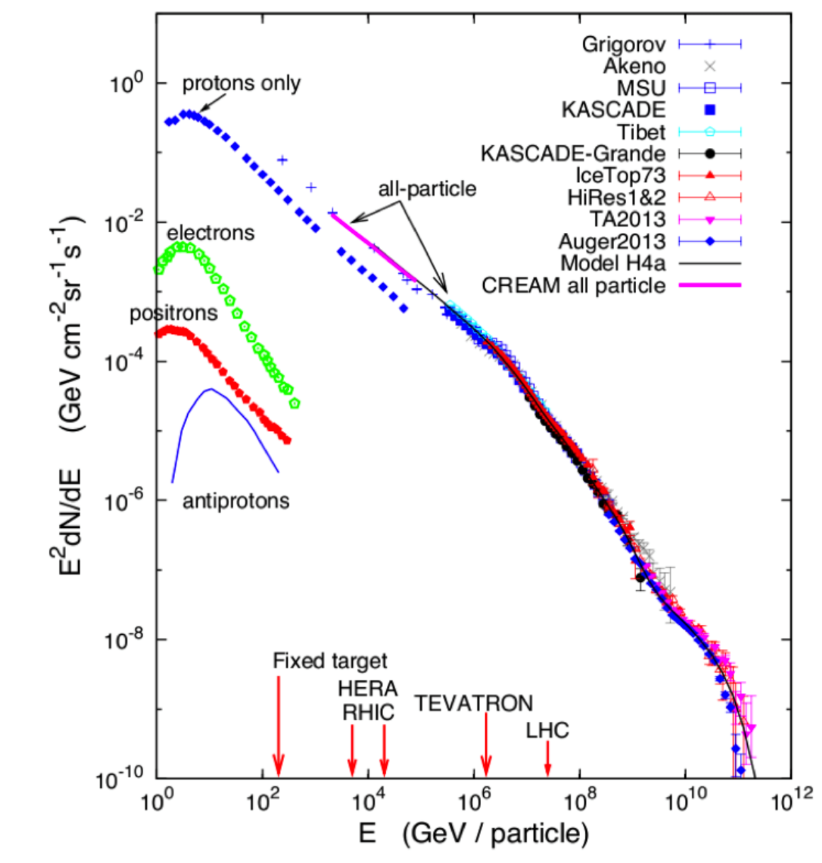 Grigorov
Akeno
MSU
KASCADE
Tibet
KASCADE-Grande
IceTop73
HiRes1&2
TA2013
Auger2013
Model H4a
CREAM all particle
10⁰
protons only
all-particle
10⁻²
electrons
positrons
10⁻⁴
antiprotons
10⁻⁶
10⁻⁸
Fixed target
HERA
RHIC
TEVATRON
LHC
10⁻¹⁰
E²dN/dE (GeV cm⁻²sr⁻¹s⁻¹)
10⁰ 10² 10⁴ 10⁶ 10⁸ 10¹⁰ 10¹²
E (GeV / particle)